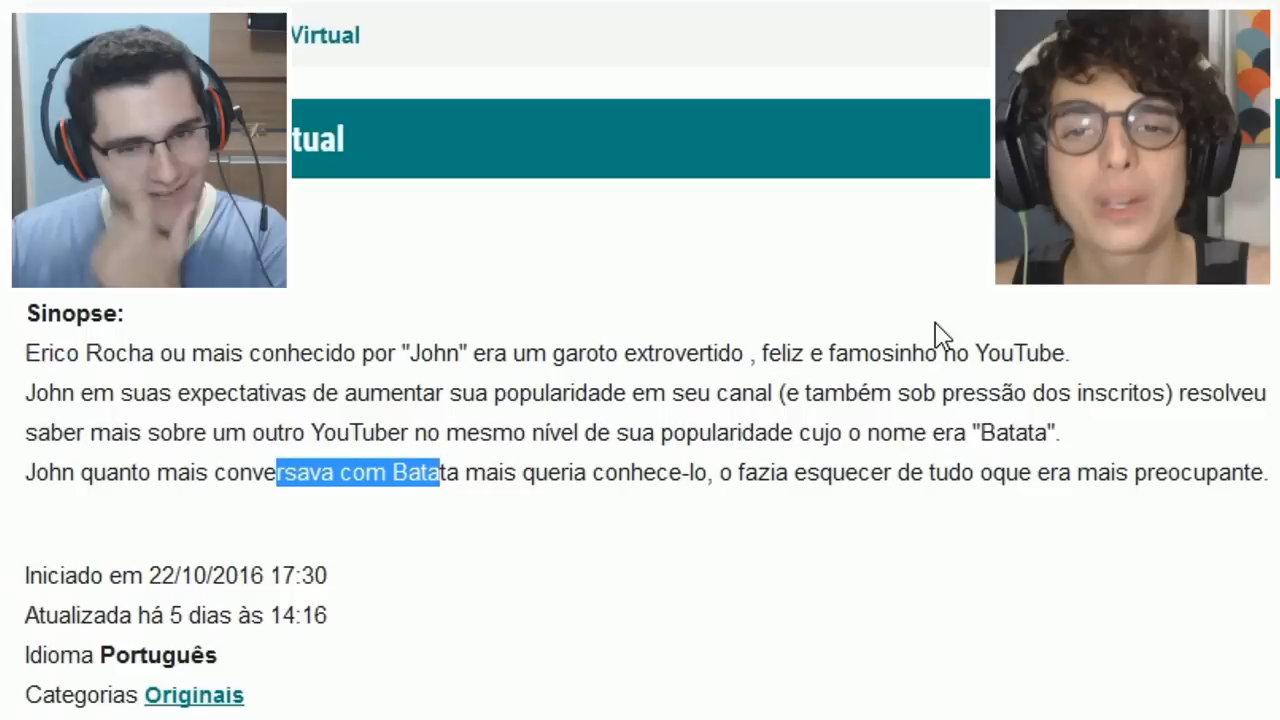 Virtual
tual
Sinopse:
Erico Rocha ou mais conhecido por "John" era um garoto extrovertido , feliz e famosinho no YouTube.
John em suas expectativas de aumentar sua popularidade em seu canal (e também sob pressão dos inscritos) resolveu
saber mais sobre um outro YouTuber no mesmo nível de sua popularidade cujo o nome era "Batata".
John quanto mais conversava com Batata mais queria conhece-lo, o fazia esquecer de tudo oque era mais preocupante.
Iniciado em 22/10/2016 17:30
Atualizada há 5 dias às 14:16
Idioma Português
Categorias Originais